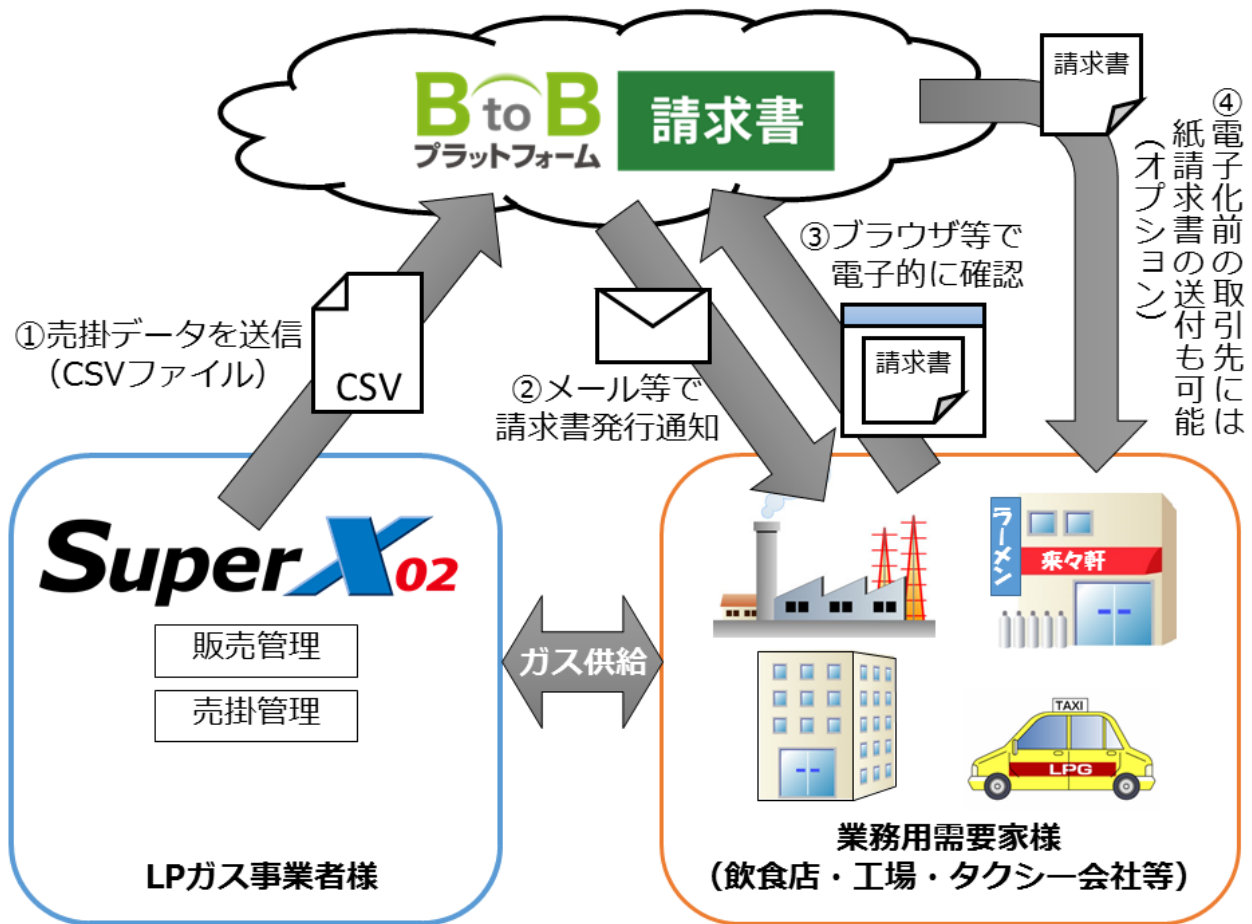 BtoB
プラットフォーム
請求書
請求書
④電子化前の取引先には
紙請求書の送付も可能
（オプション）
③ブラウザ等で
電子的に確認
①売掛データを送信
（CSVファイル）
CSV
請求書
②メール等で
請求書発行通知
SuperX02
販売管理
売掛管理
ガス供給
ラーメン
来々軒
TAXI
LPG
LPガス事業者様
業務用需要家様
（飲食店・工場・タクシー会社等）